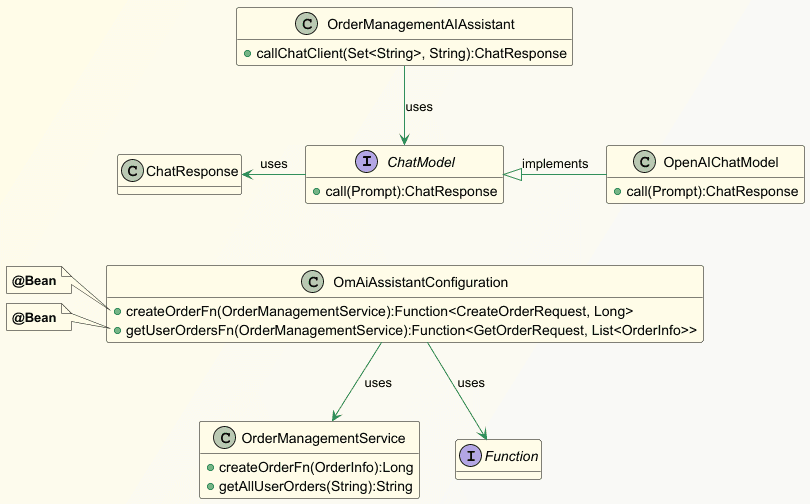 C OrderManagementAIAssistant
callChatClient(Set<String>, String):ChatResponse
uses
C ChatResponse
uses
I ChatModel
call(Prompt):ChatResponse
implements
C OpenAIChatModel
call(Prompt):ChatResponse
@Bean
@Bean
C OmAiAssistantConfiguration
createOrderFn(OrderManagementService):Function<CreateOrderRequest, Long>
getUserOrdersFn(OrderManagementService):Function<GetOrderRequest, List<OrderInfo>>
uses
uses
C OrderManagementService
createOrderFn(OrderInfo):Long
getAllUserOrders(String):String
I Function